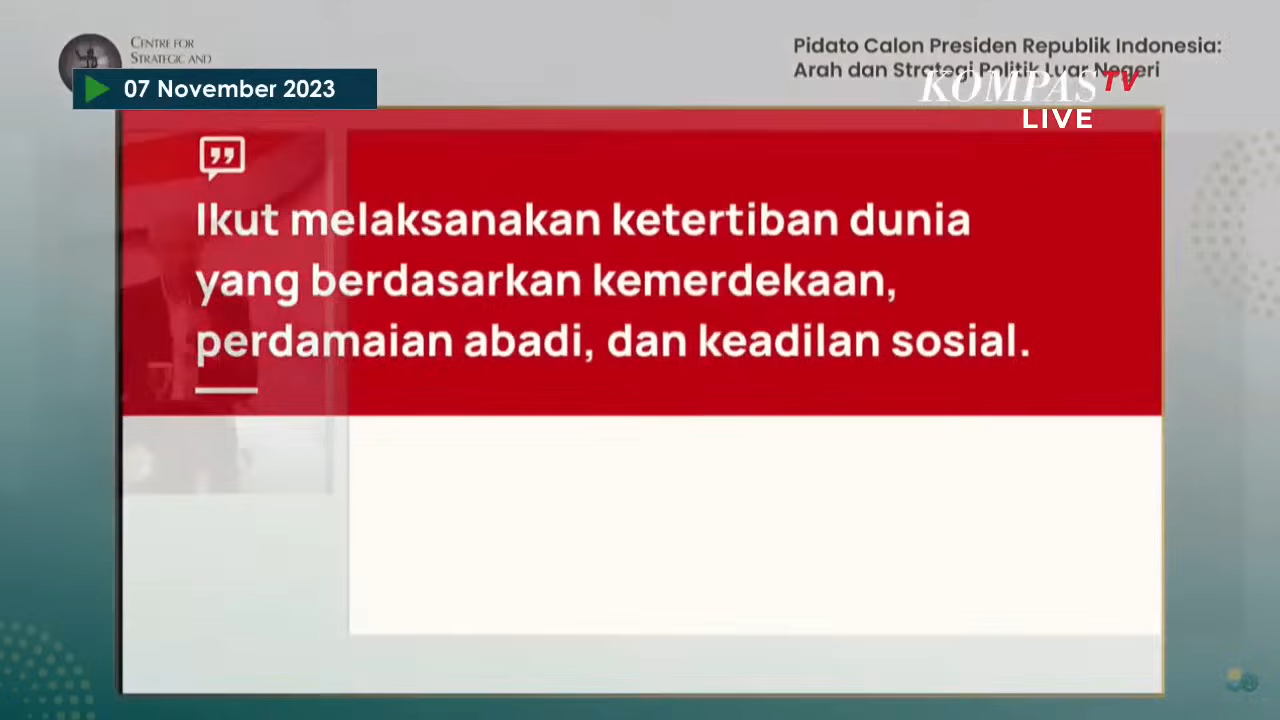 CENTRE FOR
STRATEGIC AND
07 November 2023
Pidato Calon Presiden Republik Indonesia:
Arah dan Strategi Politik Luar Negeri
KOMPAS TV
LIVE
Ikut melaksanakan ketertiban dunia
yang berdasarkan kemerdekaan,
perdamaian abadi, dan keadilan sosial.